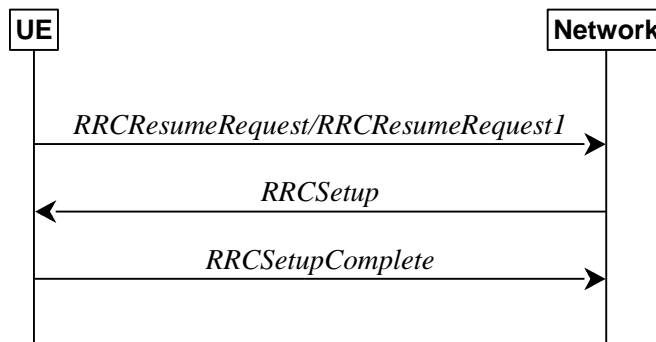 UE
Network
RRCResumeRequest/RRCResumeRequest1
RRCSetup
RRCSetupComplete